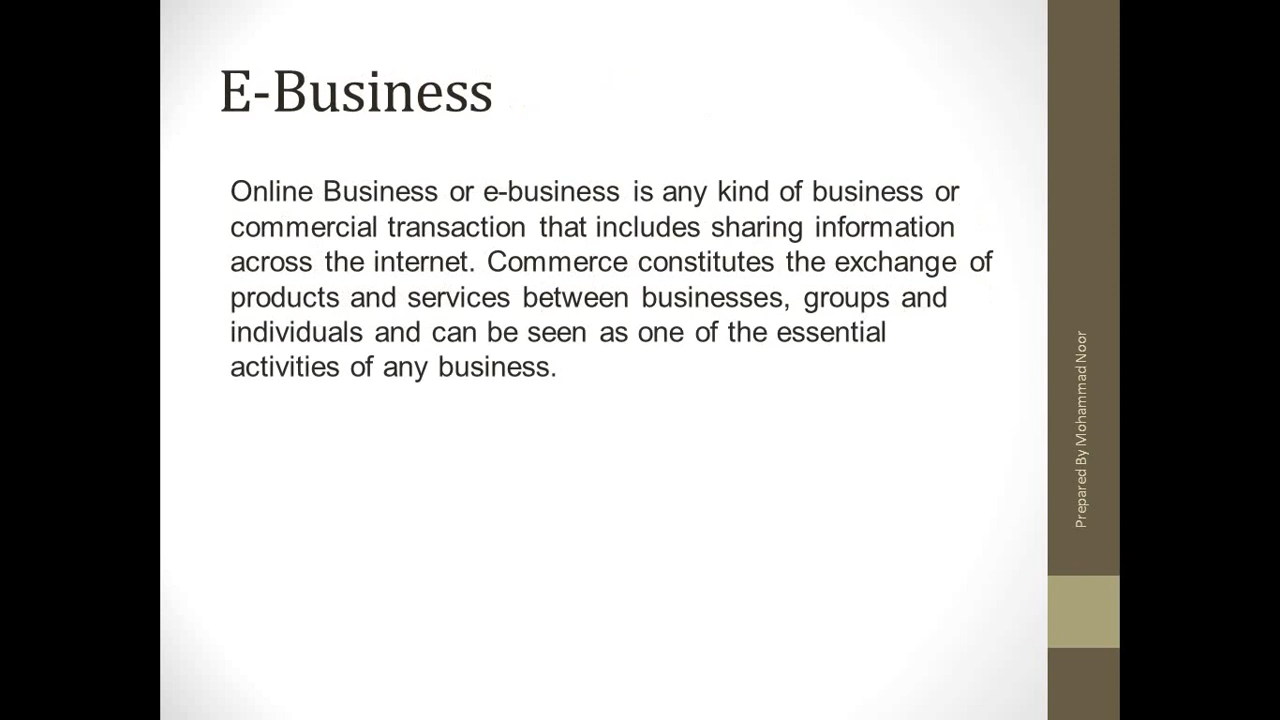 E-Business
Online Business or e-business is any kind of business or
commercial transaction that includes sharing information
across the internet. Commerce constitutes the exchange of
products and services between businesses, groups and
individuals and can be seen as one of the essential
activities of any business.
Prepared By Mohammad Noor